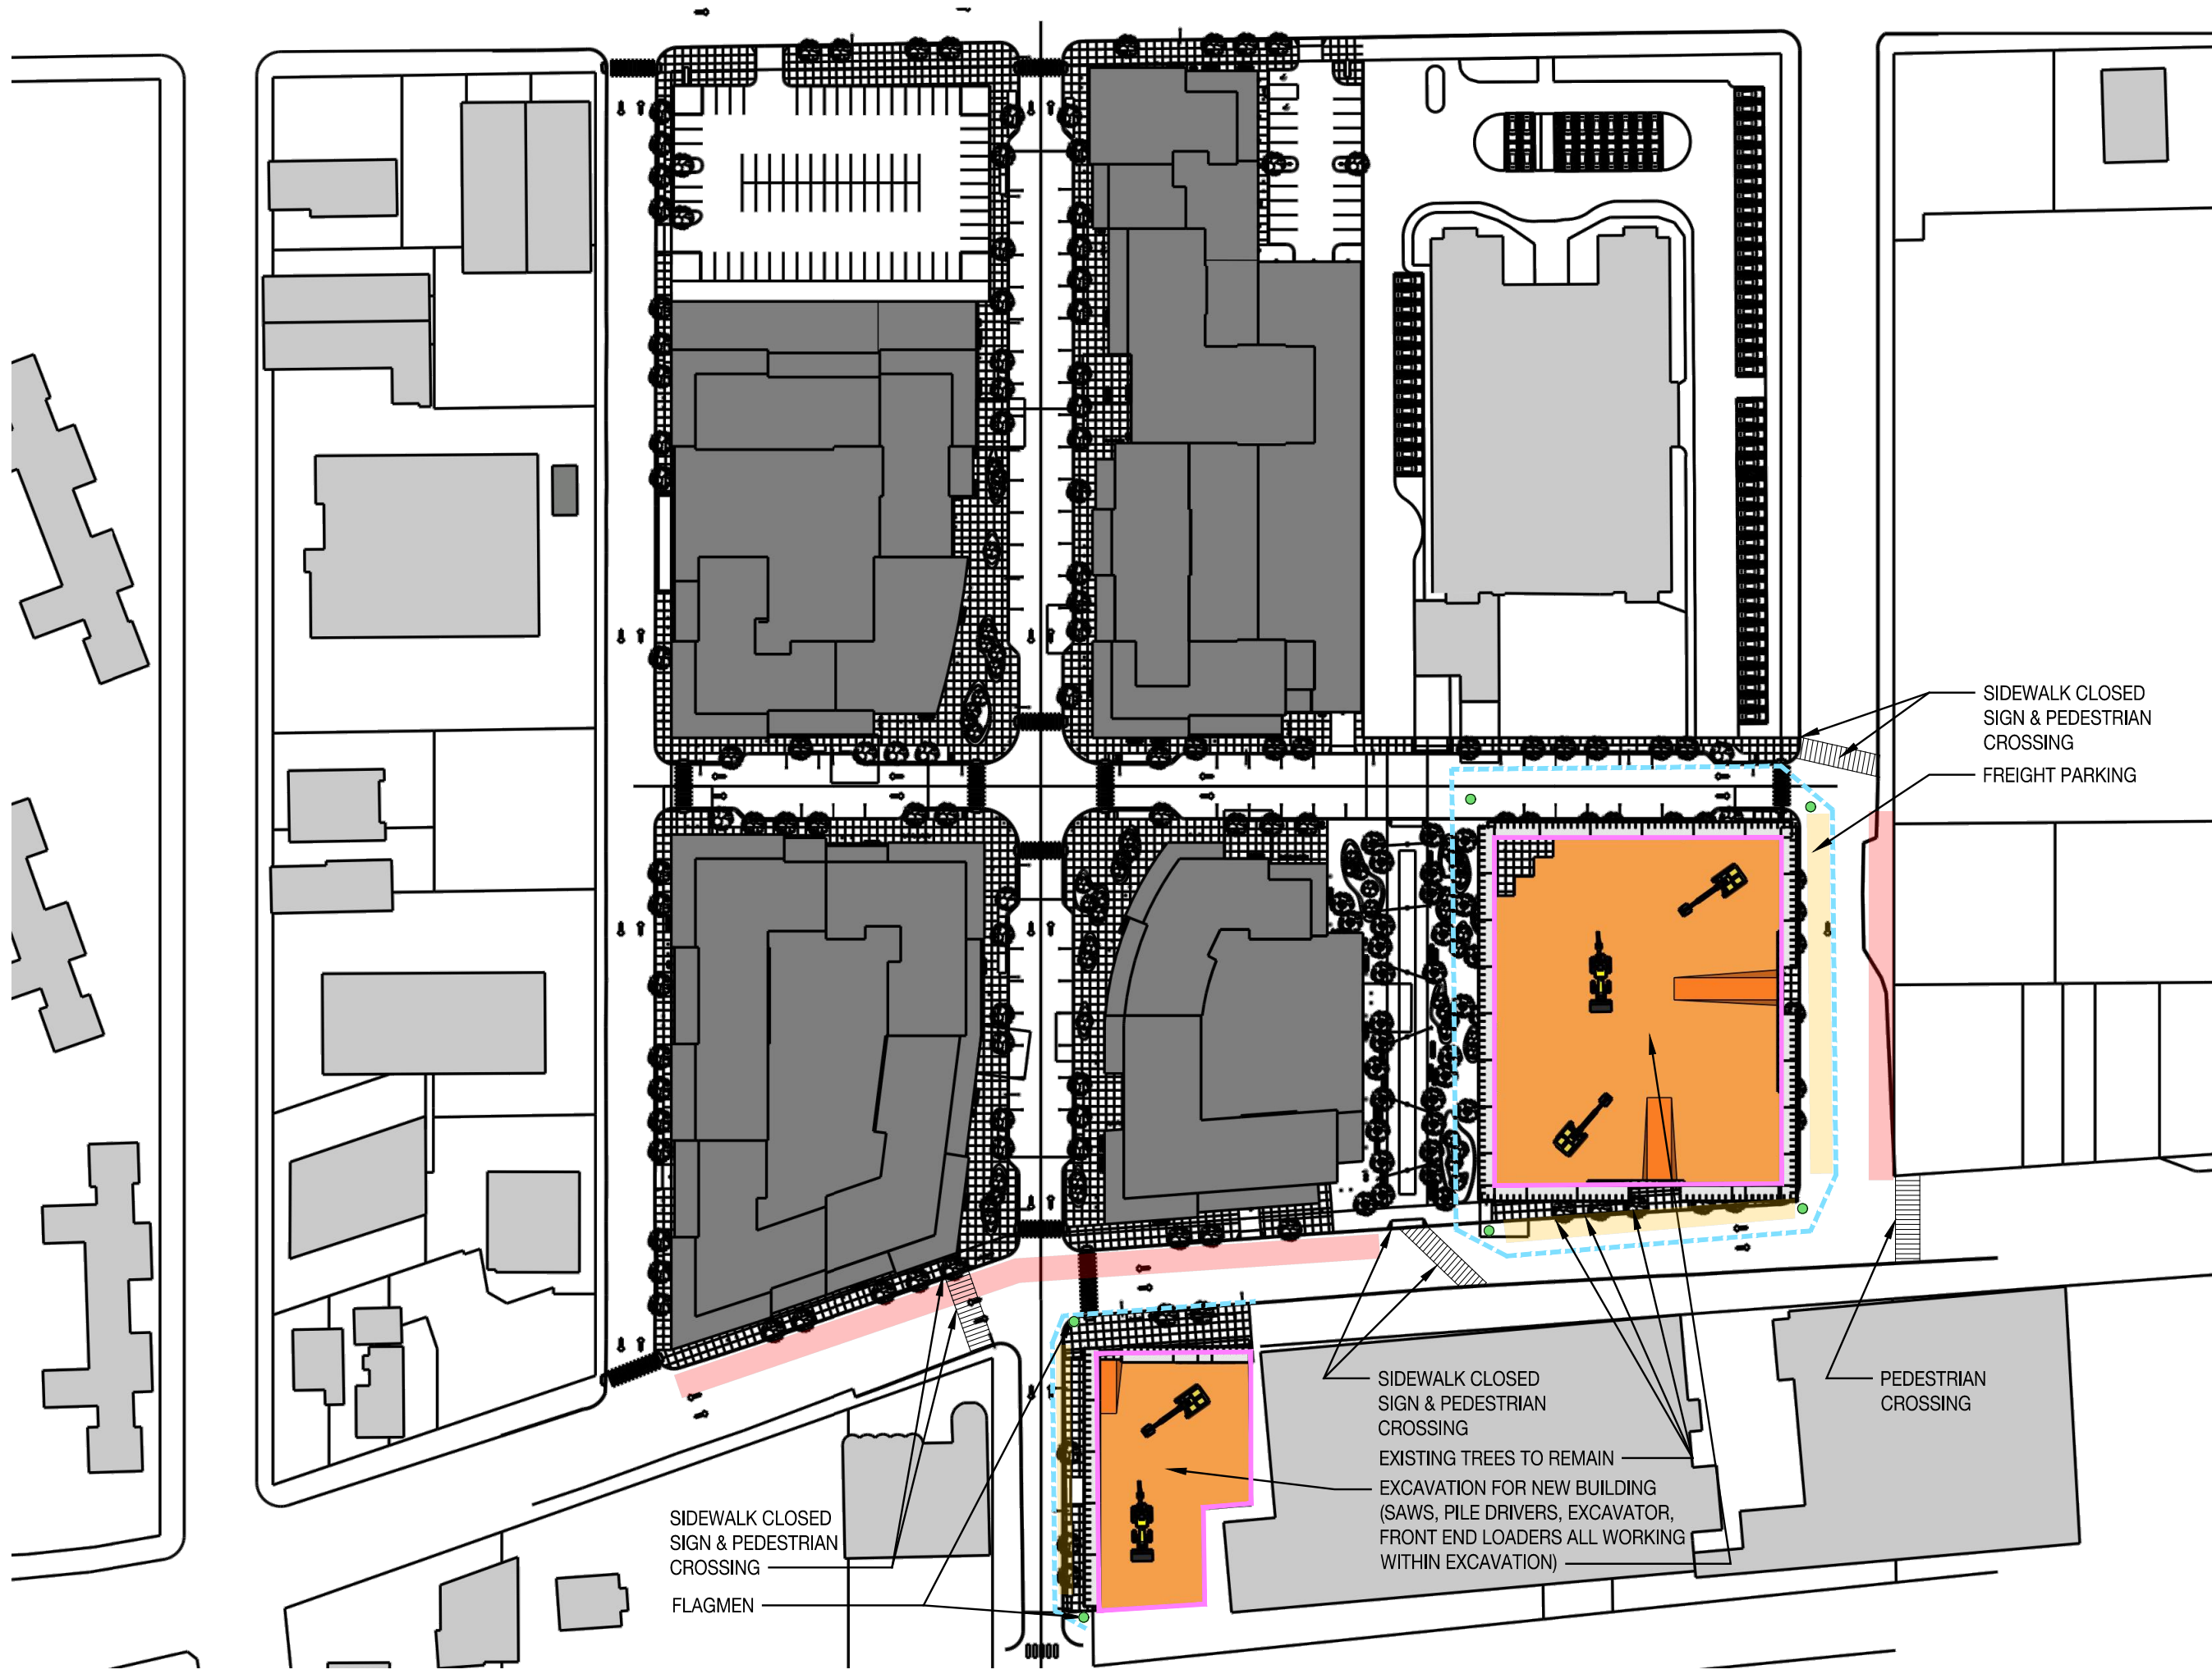 SIDEWALK CLOSED
SIGN & PEDESTRIAN
CROSSING
FREIGHT PARKING
SIDEWALK CLOSED
SIGN & PEDESTRIAN
CROSSING
EXISTING TREES TO REMAIN
EXCAVATION FOR NEW BUILDING
(SAWS, PILE DRIVERS, EXCAVATOR,
FRONT END LOADERS ALL WORKING
WITHIN EXCAVATION)
PEDESTRIAN
CROSSING
SIDEWALK CLOSED
SIGN & PEDESTRIAN
CROSSING
FLAGMEN